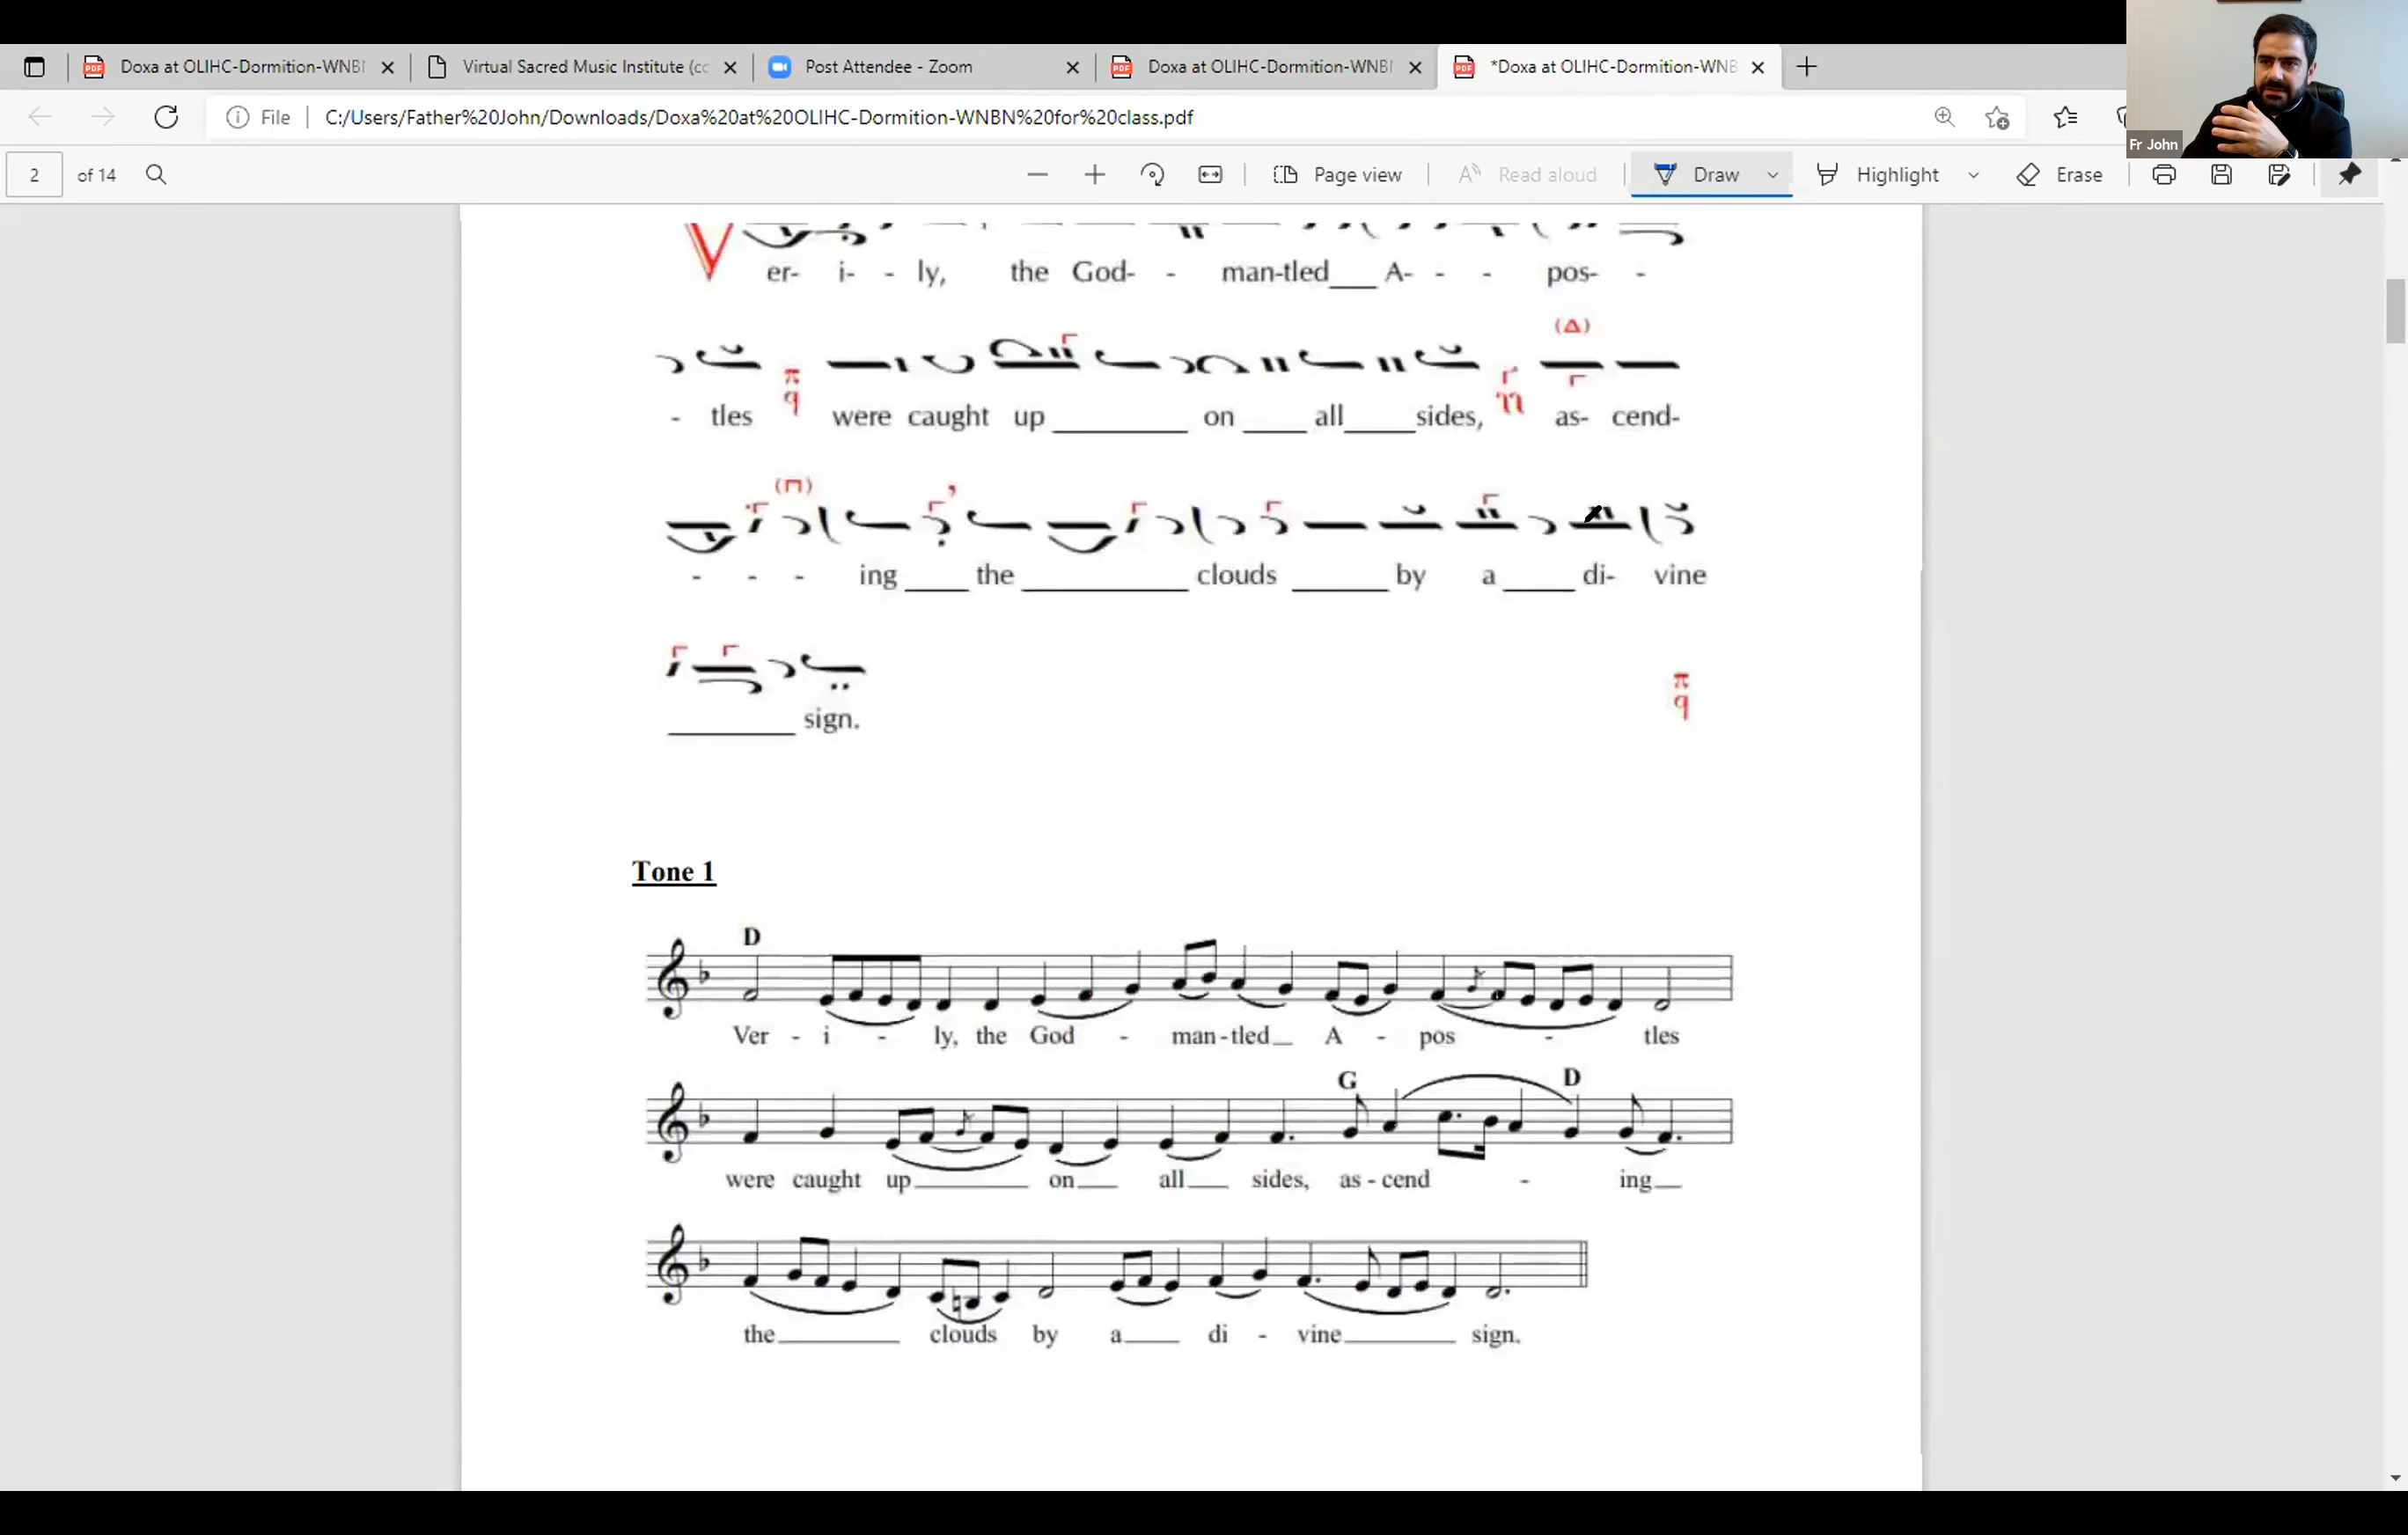 Doxa at OLIHC-Dormition-WNBI
Virtual Sacred Music Institute (cc
Post Attendee - Zoom
Doxa at OLIHC-Dormition-WNBI
*Doxa at OLIHC-Dormition-WNB
File
C:/Users/Father%20John/Downloads/Doxa%20at%20OLIHC-Dormition-WNBN%20for%20class.pdf
Fr John
2 of 14
Page view
Read aloud
Draw
Highlight
Erase
V er- i- - ly, the God- - man-tled___ A- - - pos- -
(Δ)
- tles π q were caught up ________ on ____ all____sides, as- cend-
(Π)
- - - ing ____ the __________ clouds ______ by a ____ di- vine
________ sign. π q
Tone 1
D
Ver - i - ly, the God - man-tled__ A - pos - tles
G D
were caught up________ on___ all___ sides, as - cend - ing__
the________ clouds by a___ di - vine________ sign.